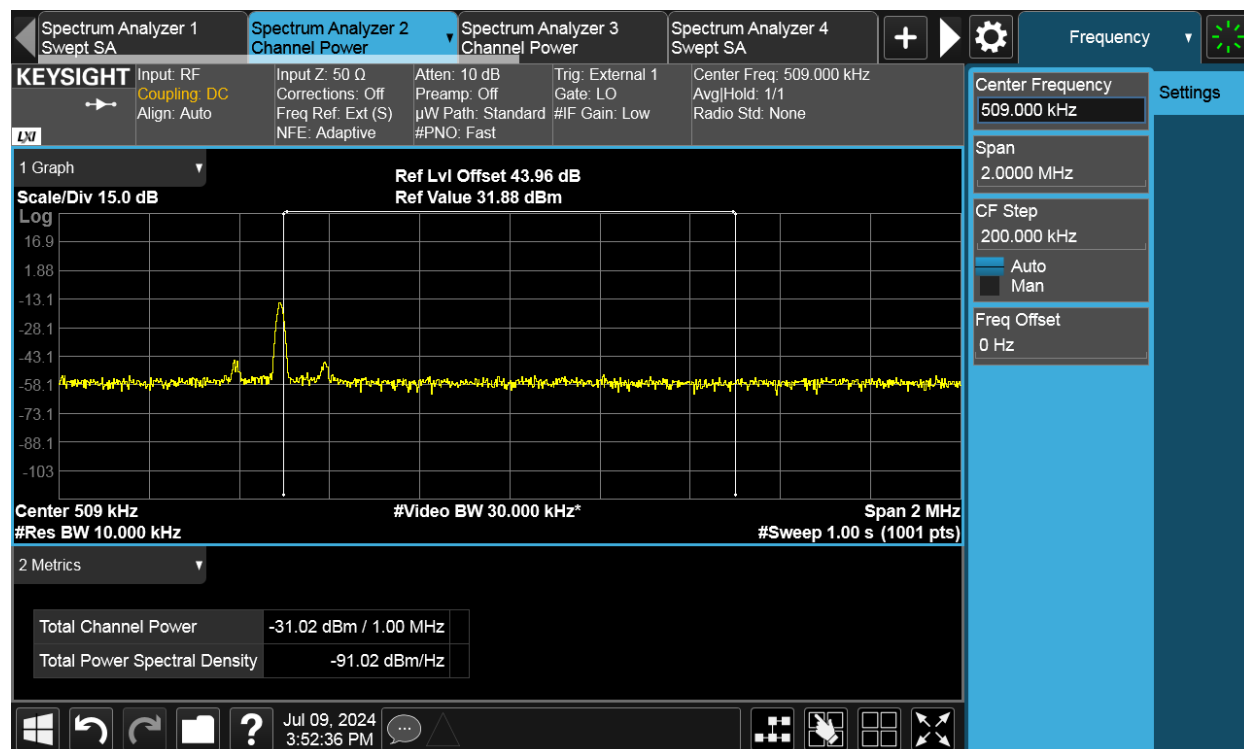 Spectrum Analyzer 1
Swept SA
Spectrum Analyzer 2
Channel Power
Spectrum Analyzer 3
Channel Power
Spectrum Analyzer 4
Swept SA
+
Frequency
KEYSIGHT
LXI
Input: RF
Coupling: DC
Align: Auto
Input Z: 50 Ω
Corrections: Off
Freq Ref: Ext (S)
NFE: Adaptive
Atten: 10 dB
Preamp: Off
µW Path: Standard
#PNO: Fast
Trig: External 1
Gate: LO
#IF Gain: Low
Center Freq: 509.000 kHz
Avg|Hold: 1/1
Radio Std: None
Center Frequency
509.000 kHz
Settings
Span
2.0000 MHz
CF Step
200.000 kHz
Auto
Man
Freq Offset
0 Hz
1 Graph
Scale/Div 15.0 dB
Ref Lvl Offset 43.96 dB
Ref Value 31.88 dBm
Log
16.9
1.88
-13.1
-28.1
-43.1
-58.1
-73.1
-88.1
-103
Center 509 kHz
#Video BW 30.000 kHz*
Span 2 MHz
#Res BW 10.000 kHz
#Sweep 1.00 s (1001 pts)
2 Metrics
Total Channel Power -31.02 dBm / 1.00 MHz
Total Power Spectral Density -91.02 dBm/Hz
?
Jul 09, 2024
3:52:36 PM